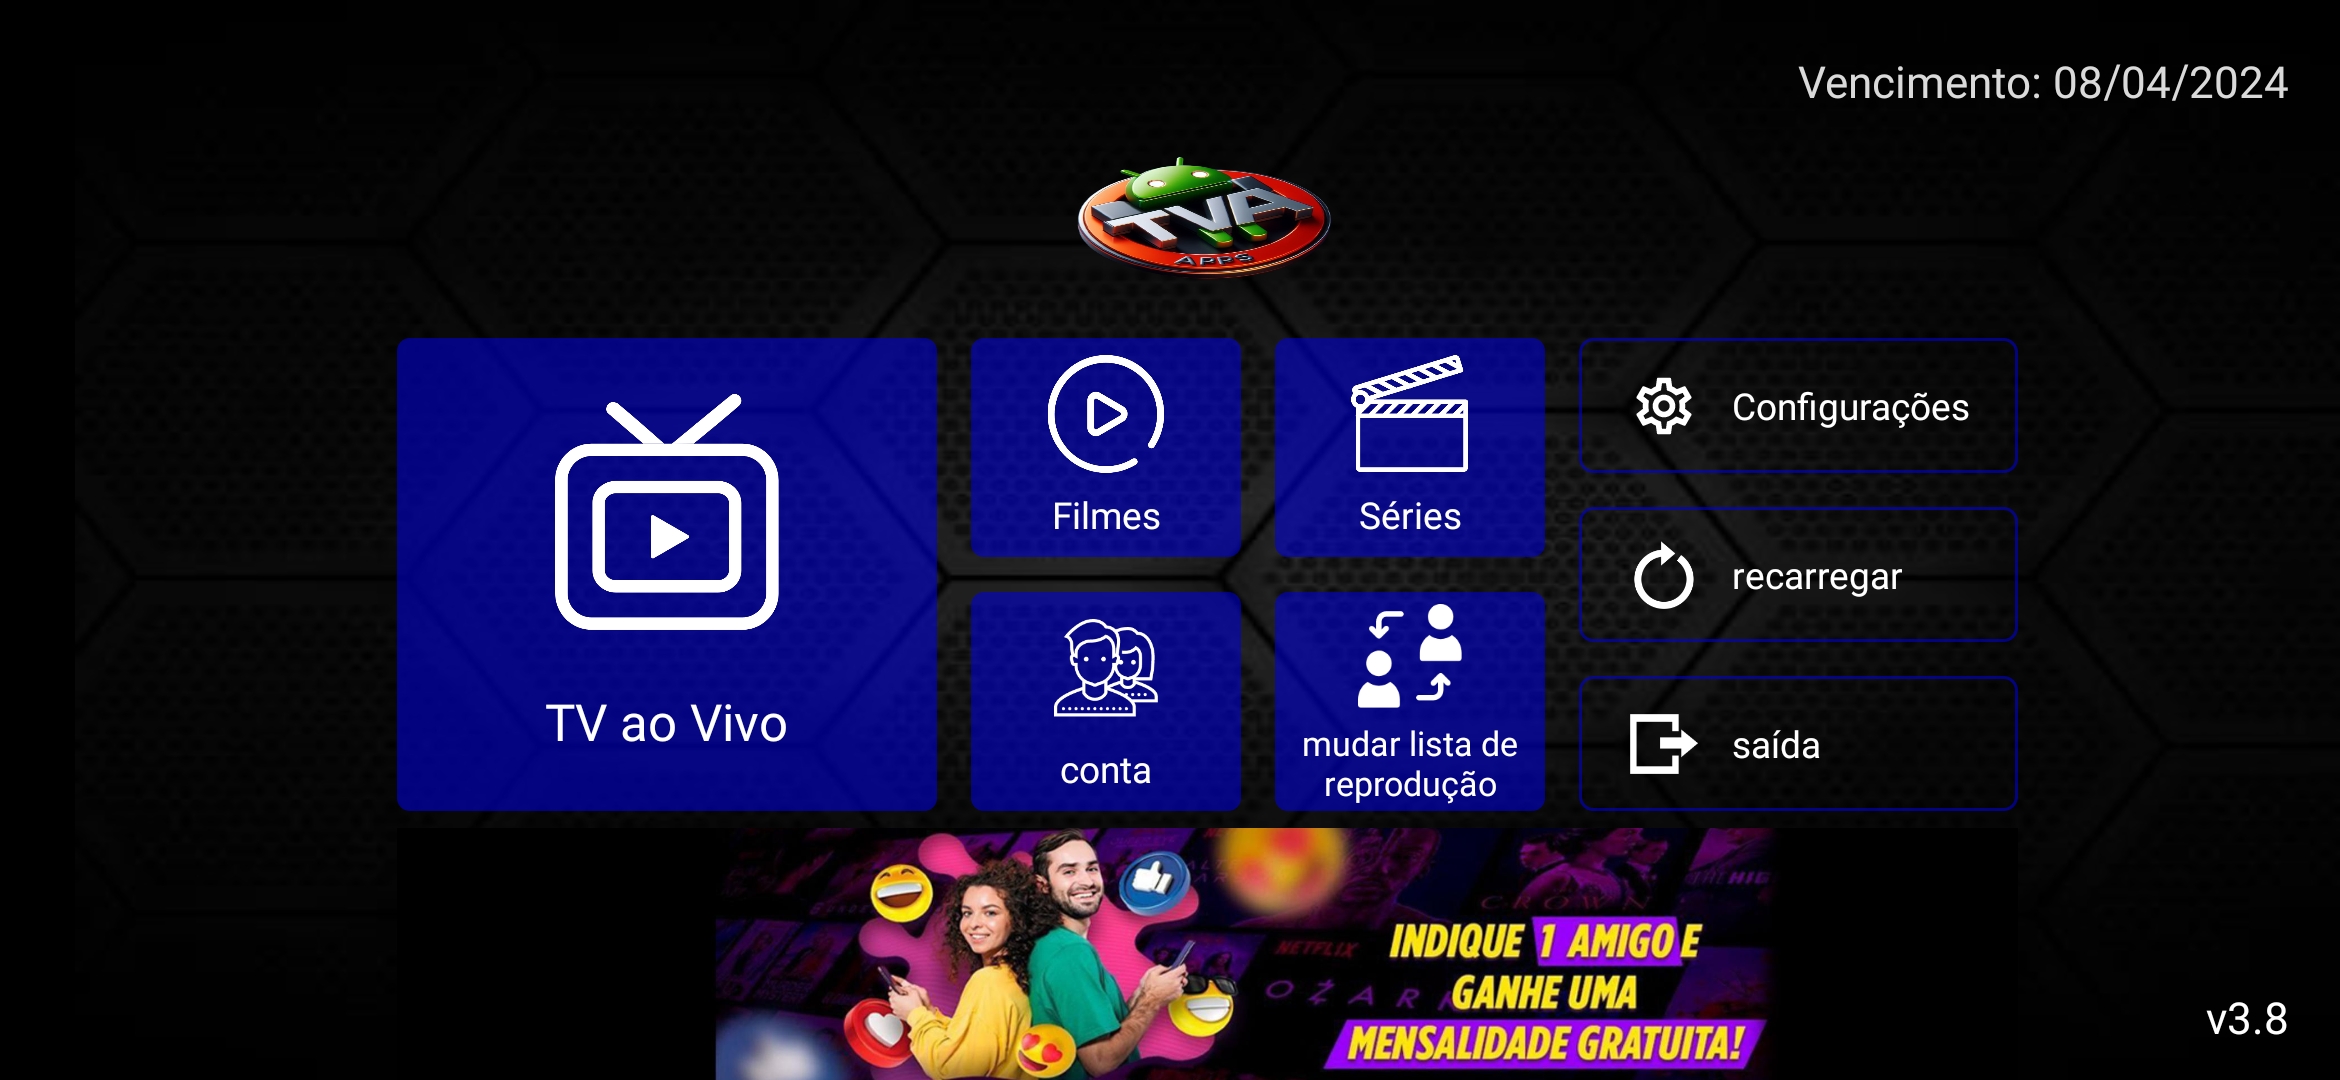 Vencimento: 08/04/2024
TVA
APPS
TV ao Vivo
Filmes
Séries
conta
mudar lista de
reprodução
Configurações
recarregar
saída
CROWN
NETFLIX
OZARK
INDIQUE 1 AMIGO E
GANHE UMA
MENSALIDADE GRATUITA!
v3.8